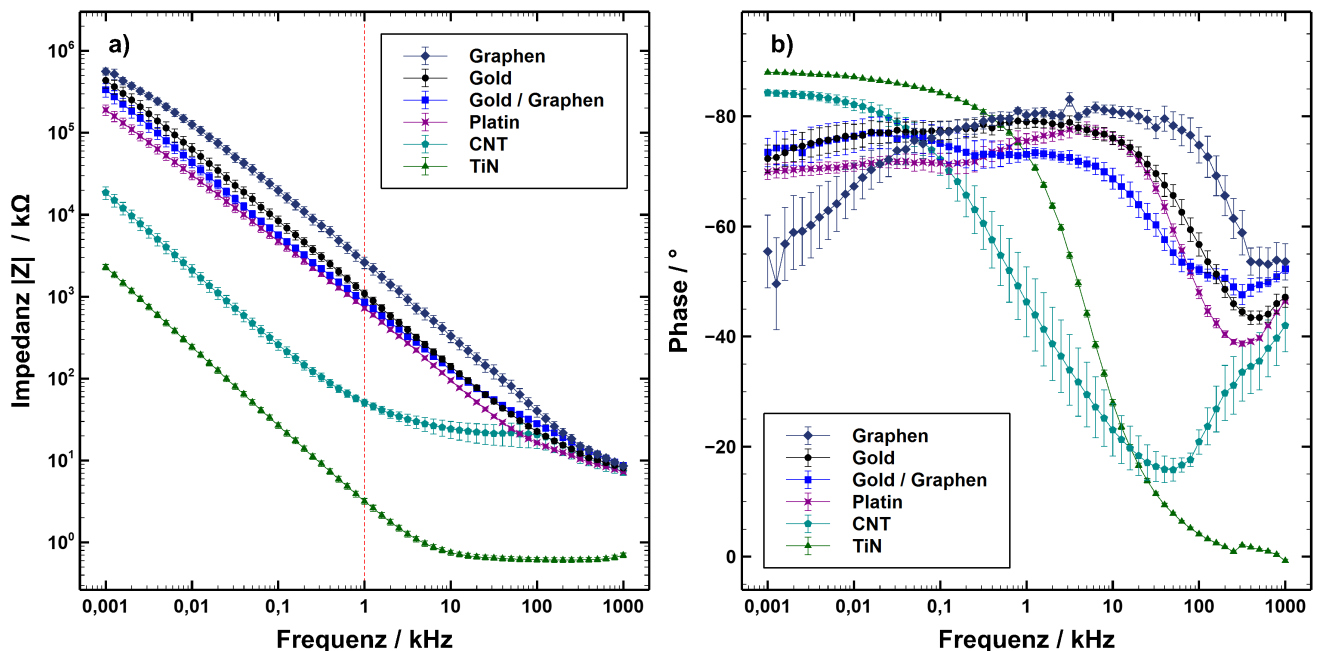 a)
Impedanz |Z| / kΩ
10⁶
10⁵
10⁴
10³
10²
10¹
10⁰
Graphen
Gold
Gold / Graphen
Platin
CNT
TiN
0,001
0,01
0,1
1
10
100
1000
Frequenz / kHz
b)
Phase / °
−80
−60
−40
−20
0
Graphen
Gold
Gold / Graphen
Platin
CNT
TiN
0,001
0,01
0,1
1
10
100
1000
Frequenz / kHz